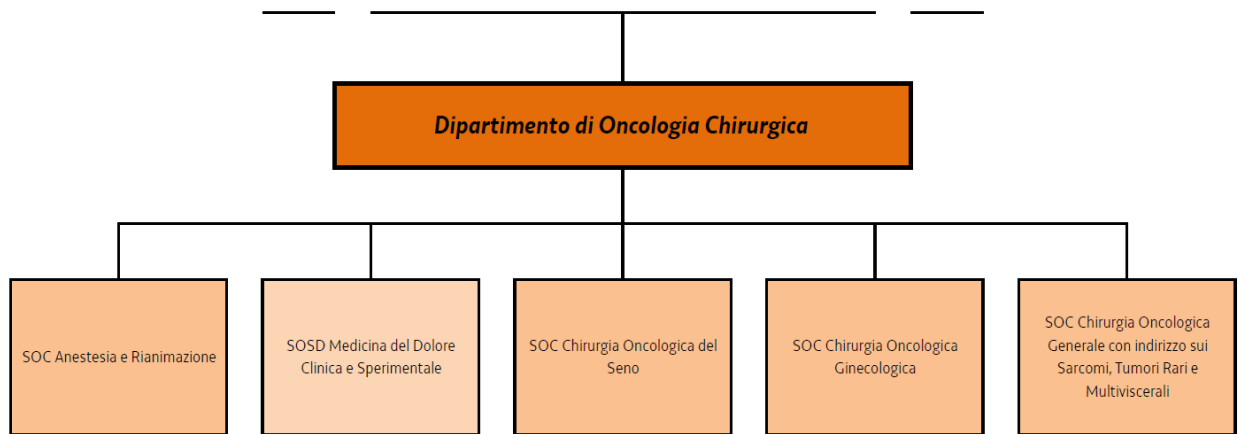 Dipartimento di Oncologia Chirurgica
SOC Anestesia e Rianimazione
SOSD Medicina del Dolore
Clinica e Sperimentale
SOC Chirurgia Oncologica del
Seno
SOC Chirurgia Oncologica
Ginecologica
SOC Chirurgia Oncologica
Generale con indirizzo sui
Sarcomi, Tumori Rari e
Multiviscerali